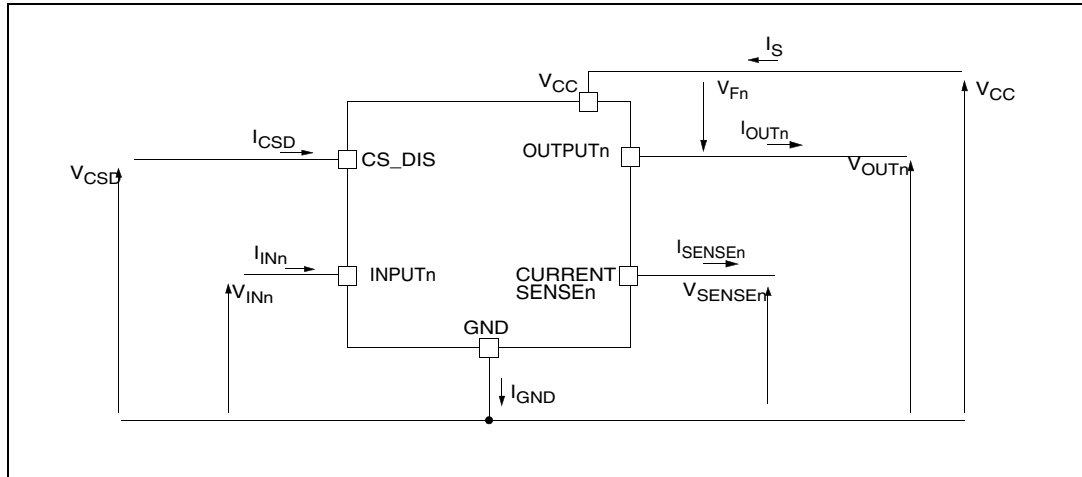 I_S
V_CC
V_Fn
V_CC
I_OUTn
I_CSD
OUTPUTn
CS_DIS
V_CSD
V_OUTn
I_INn
I_SENSEn
INPUTn
CURRENT
SENSEn
V_INn
V_SENSEn
GND
I_GND